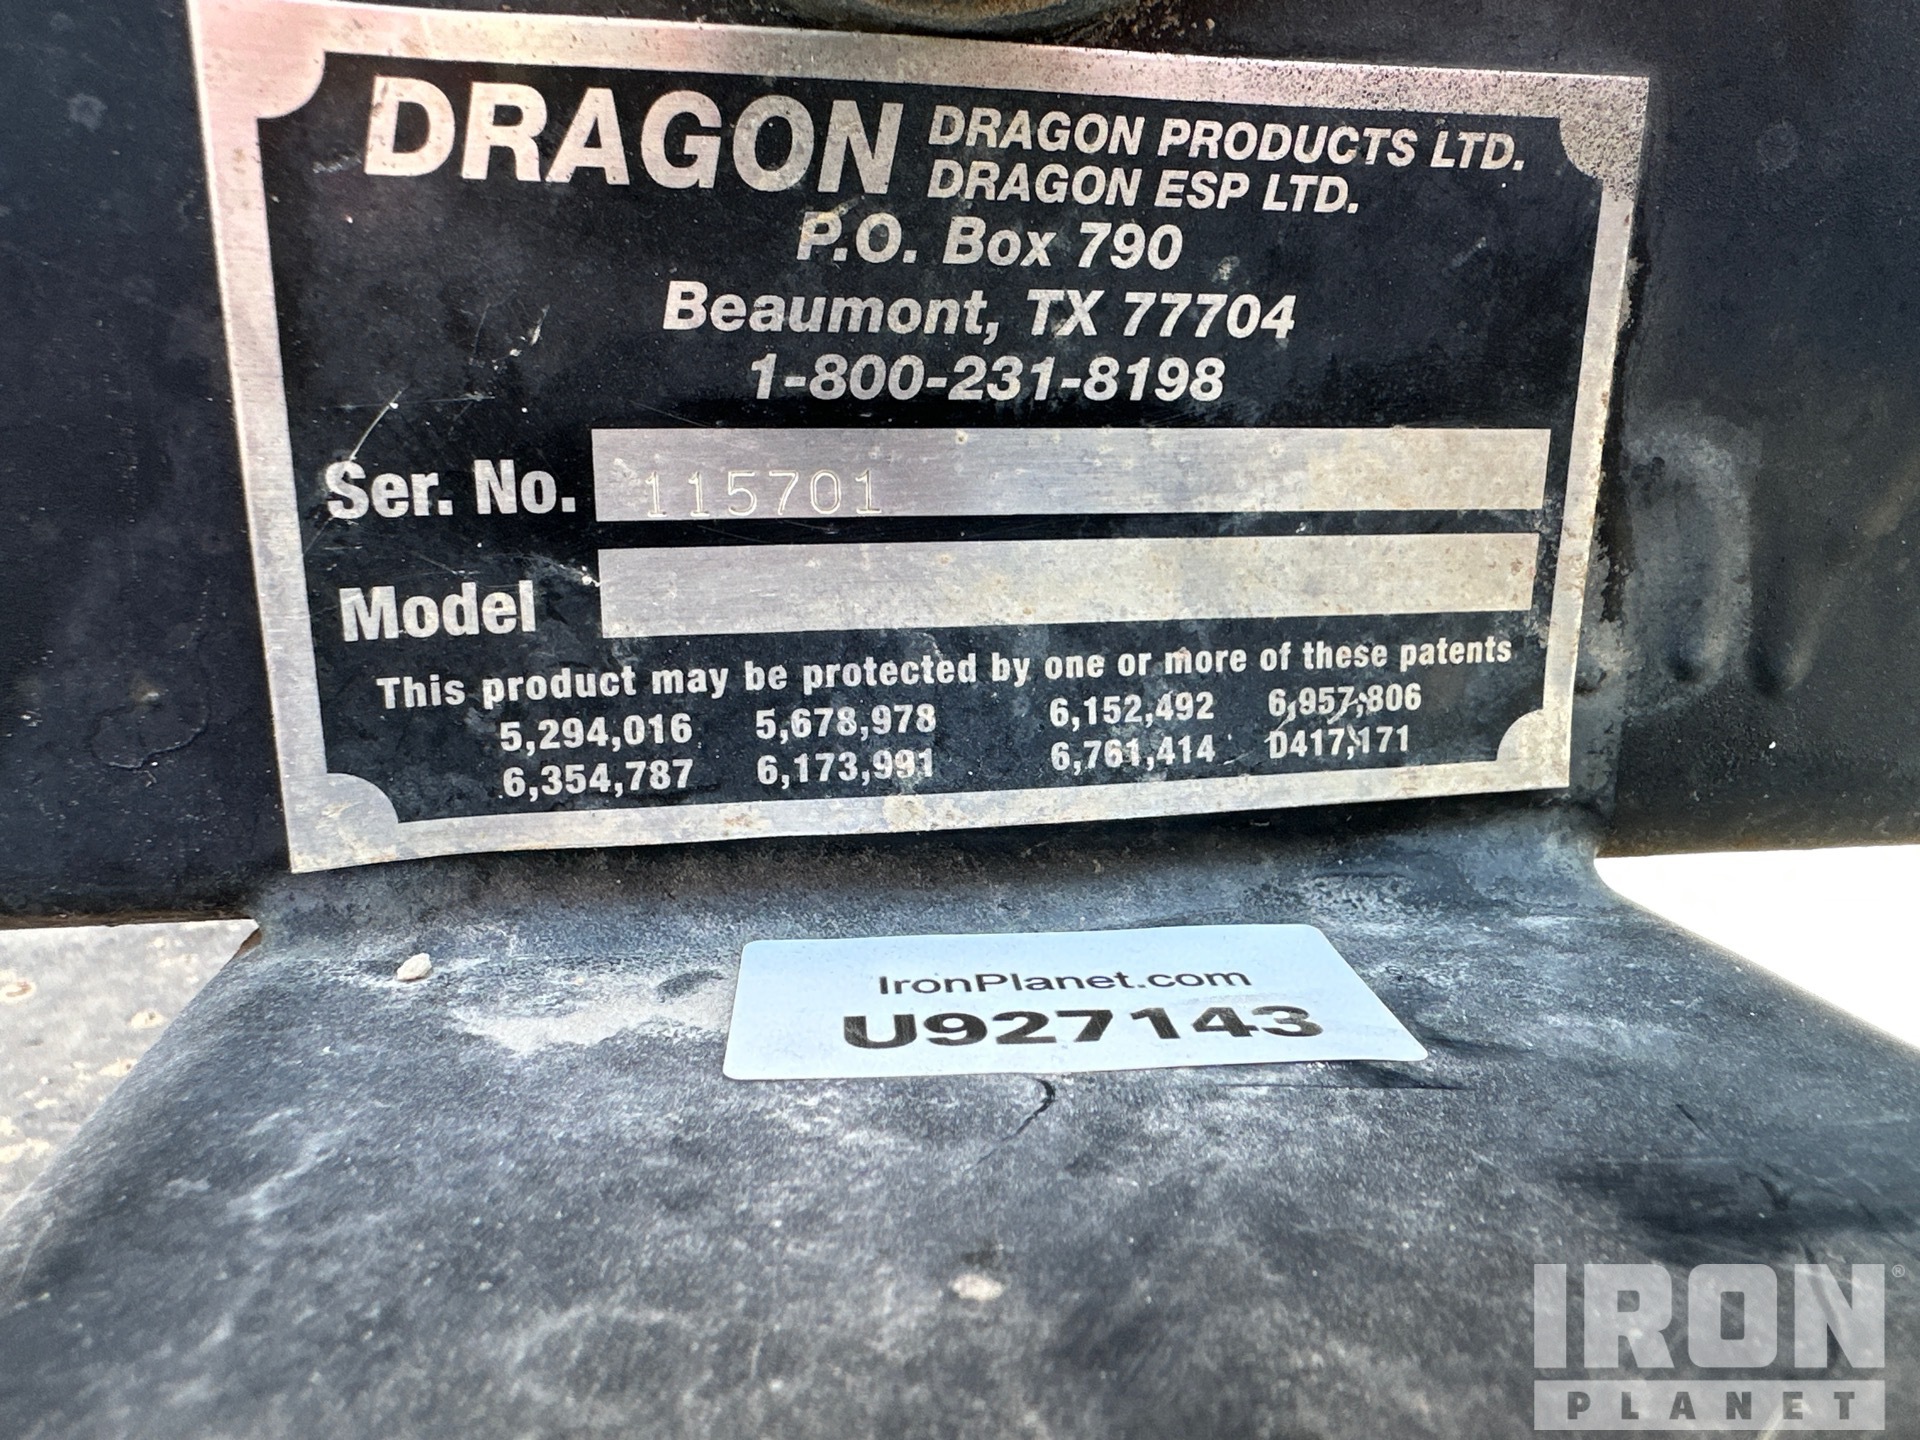 DRAGON
DRAGON PRODUCTS LTD.
DRAGON ESP LTD.
P.O. Box 790
Beaumont, TX 77704
1-800-231-8198
Ser. No. 115701
Model
This product may be protected by one or more of these patents
5,294,016 5,678,978 6,152,492 6,957,806
6,354,787 6,173,991 6,761,414 D417,171
IronPlanet.com
U927143
IRON®
PLANET